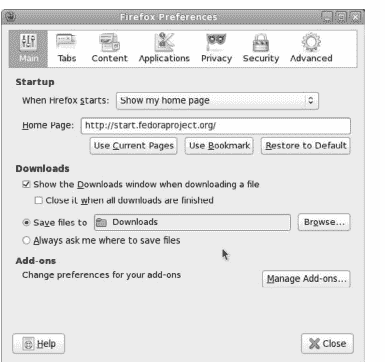 Firefox Preferences
Main Tabs Content Applications Privacy Security Advanced
Startup
When Firefox starts: Show my home page
Home Page: http://start.fedoraproject.org/
Use Current Pages Use Bookmark Restore to Default
Downloads
Show the Downloads window when downloading a file
Close it when all downloads are finished
Save files to Downloads Browse...
Always ask me where to save files
Add-ons
Change preferences for your add-ons
Manage Add-ons...
Help Close